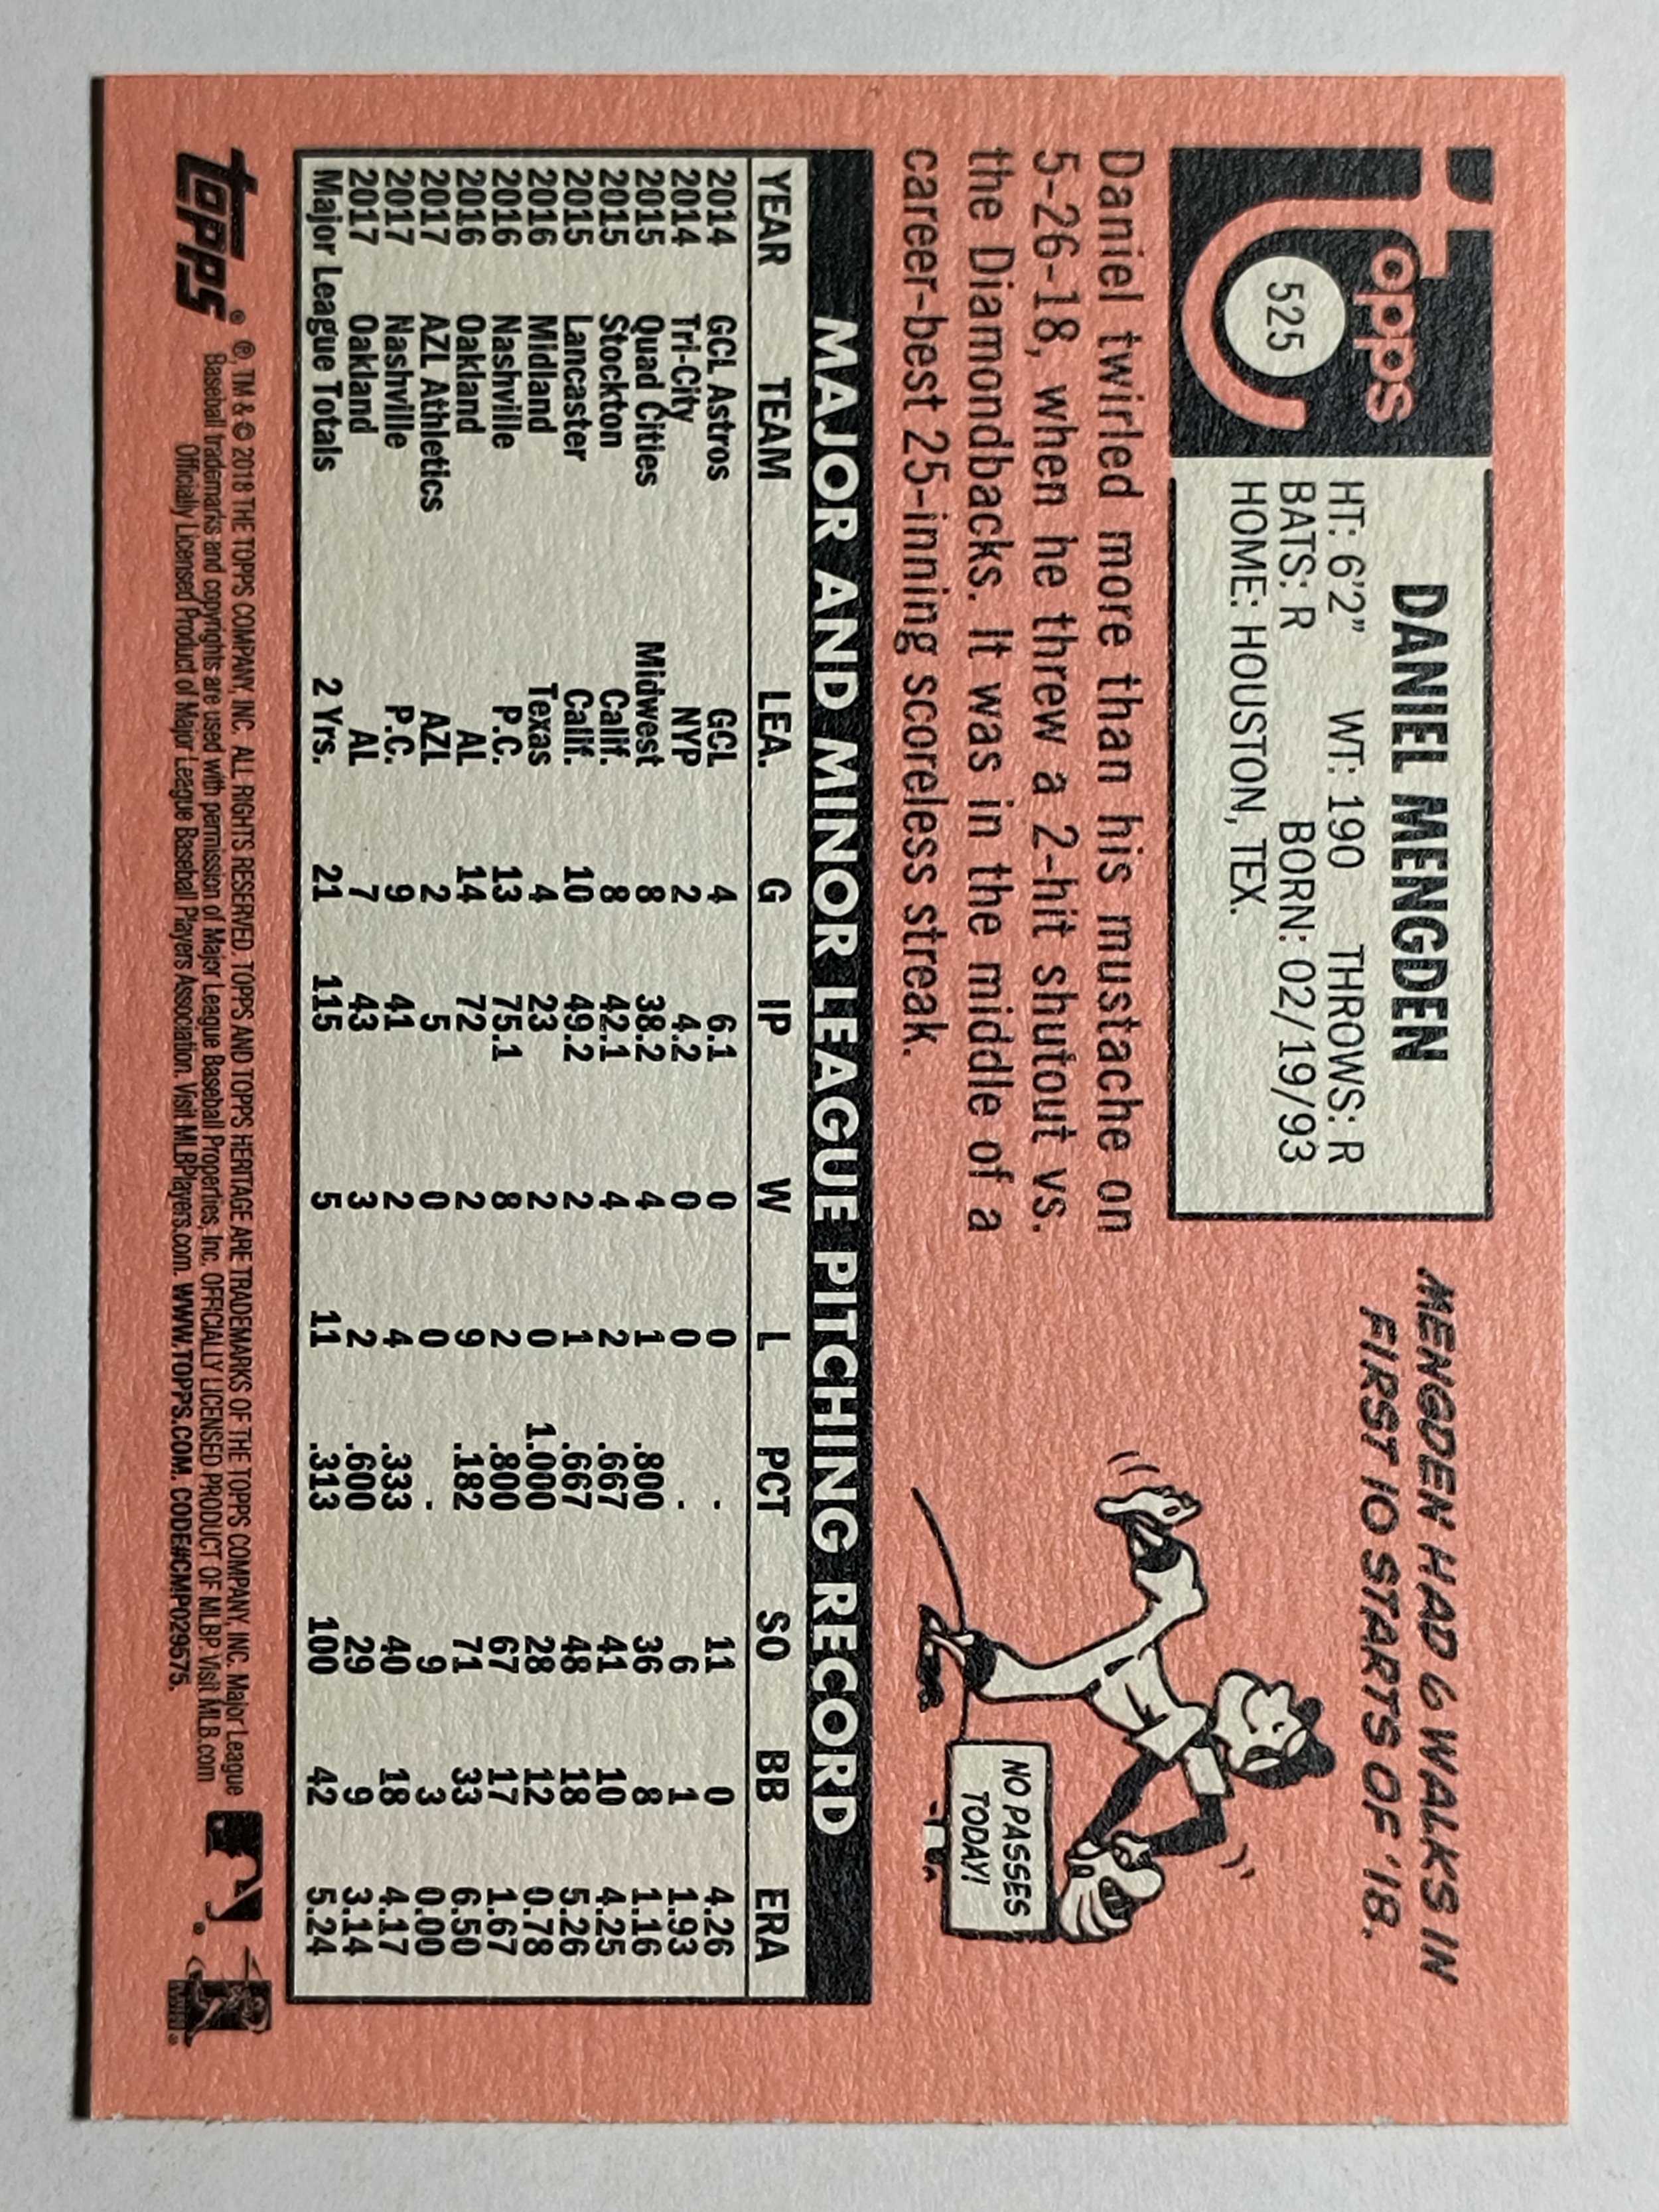 topps
525
DANIEL MENGDEN
HT: 6'2" WT: 190 THROWS: R
BATS: R BORN: 02/19/93
HOME: HOUSTON, TEX.
MENGDEN HAD 6 WALKS IN
FIRST 10 STARTS OF '18.
NO PASSES
TODAY!
Daniel twirled more than his mustache on
5-26-18, when he threw a 2-hit shutout vs.
the Diamondbacks. It was in the middle of a
career-best 25-inning scoreless streak.
MAJOR AND MINOR LEAGUE PITCHING RECORD
YEAR TEAM LEA. G IP W L PCT SO BB ERA
2014 GCL Astros GCL 4 6.1 0 0 - 11 0 4.26
2014 Tri-City NYP 2 4.2 0 0 - 6 1 1.93
2015 Quad Cities Midwest 8 38.2 4 1 .800 36 8 1.16
2015 Stockton Calif. 8 42.1 4 2 .667 41 10 4.25
2015 Lancaster Calif. 10 49.2 2 1 .667 48 18 5.26
2016 Midland Texas 4 23 2 0 1.000 28 12 0.78
2016 Nashville P.C. 13 75.1 8 2 .800 67 17 1.67
2016 Oakland AL 14 72 2 9 .182 71 33 6.50
2017 AZL Athletics AZL 2 5 0 0 - 9 3 0.00
2017 Nashville P.C. 9 41 2 4 .333 40 18 4.17
2017 Oakland AL 7 43 3 2 .600 29 9 3.14
Major League Totals 2 Yrs. 21 115 5 11 .313 100 42 5.24
topps®
®, TM & © 2018 THE TOPPS COMPANY, INC. ALL RIGHTS RESERVED. TOPPS AND TOPPS HERITAGE ARE TRADEMARKS OF THE TOPPS COMPANY, INC. Major League
Baseball trademarks and copyrights are used with permission of Major League Baseball Properties, Inc. OFFICIALLY LICENSED PRODUCT OF MLBP. Visit MLB.com
Officially Licensed Product of Major League Baseball Players Association. Visit MLBPlayers.com. WWW.TOPPS.COM. CODE#CMP029575.